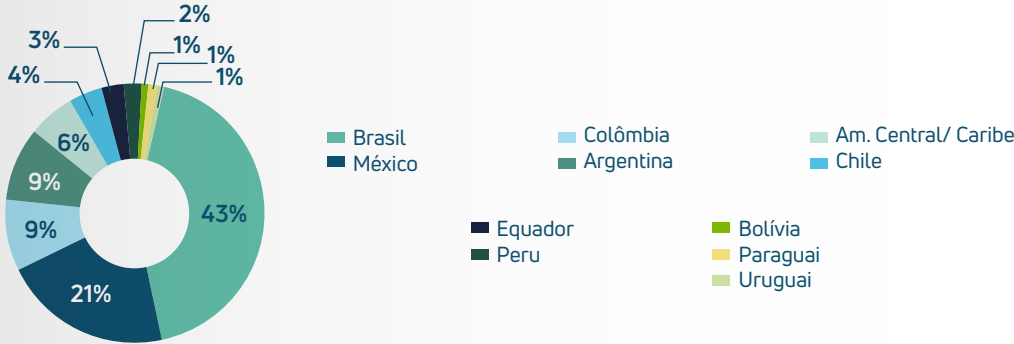 2%
3%
1%
1%
4%
1%
6%
9%
43%
9%
21%
Brasil
México
Colômbia
Argentina
Am. Central/ Caribe
Chile
Equador
Peru
Bolívia
Paraguai
Uruguai